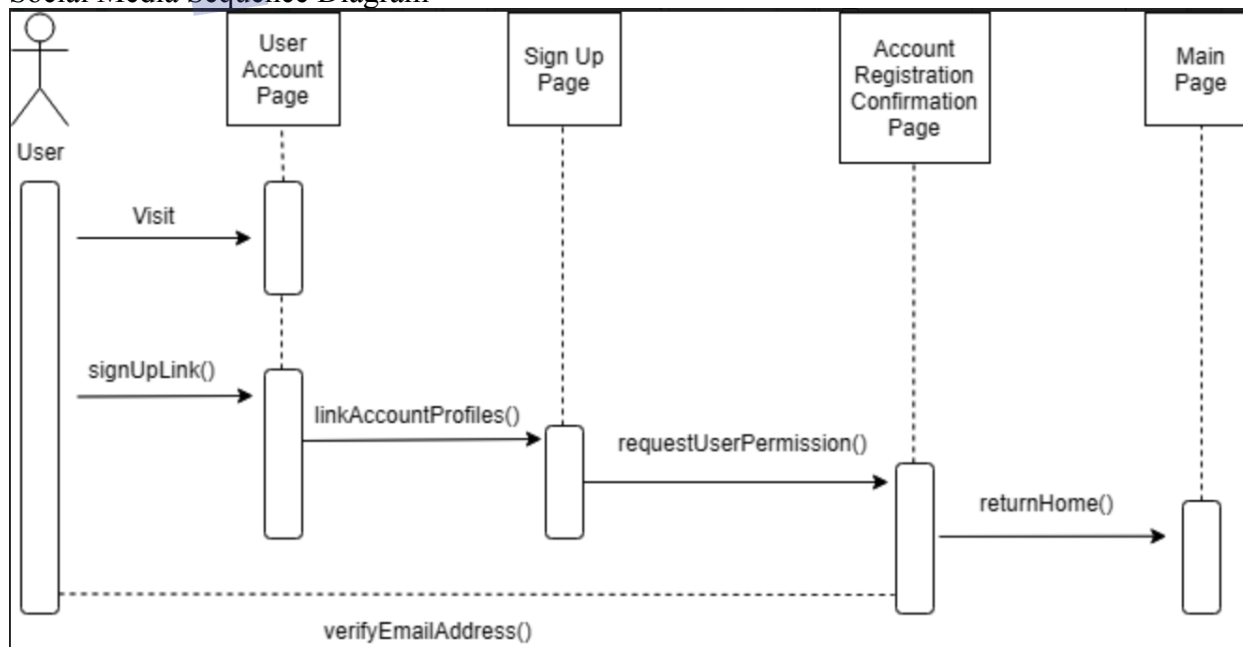 Social Media Sequence Diagram
User
Account
Page
Sign Up
Page
Account
Registration
Confirmation
Page
Main
Page
User
Visit
signUpLink()
linkAccountProfiles()
requestUserPermission()
returnHome()
verifyEmailAddress()